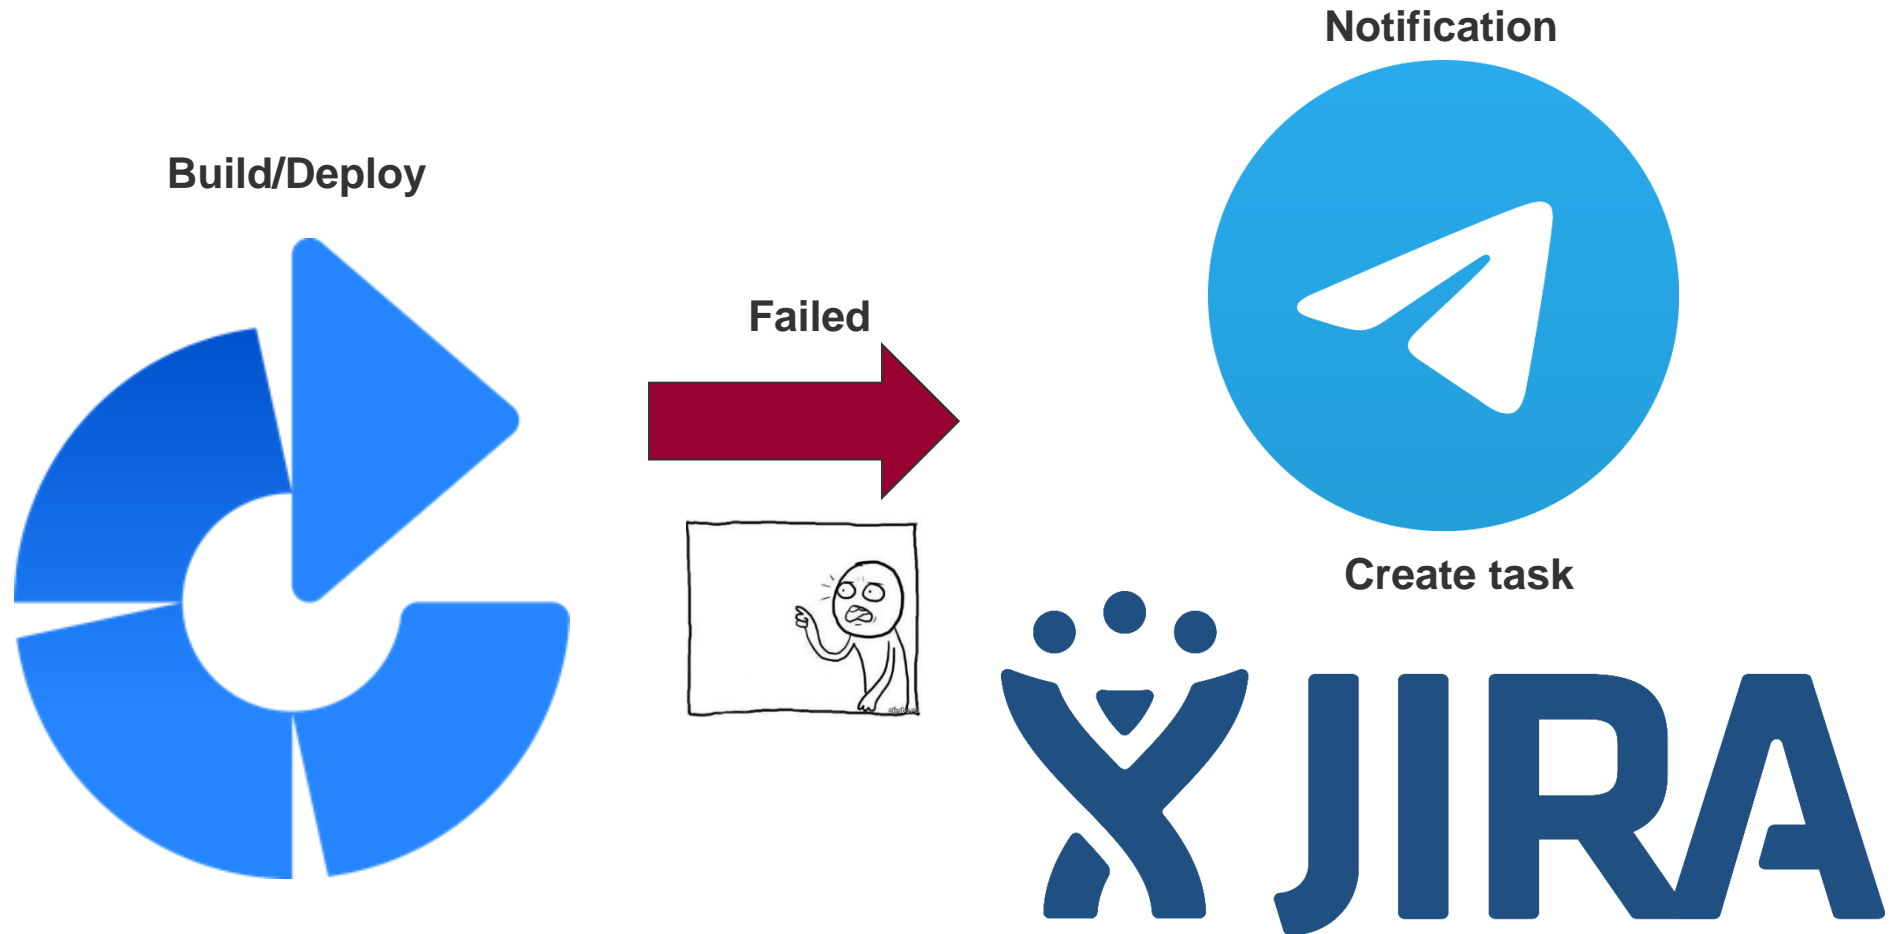 Notification
Build/Deploy
Failed
Create task
JIRA